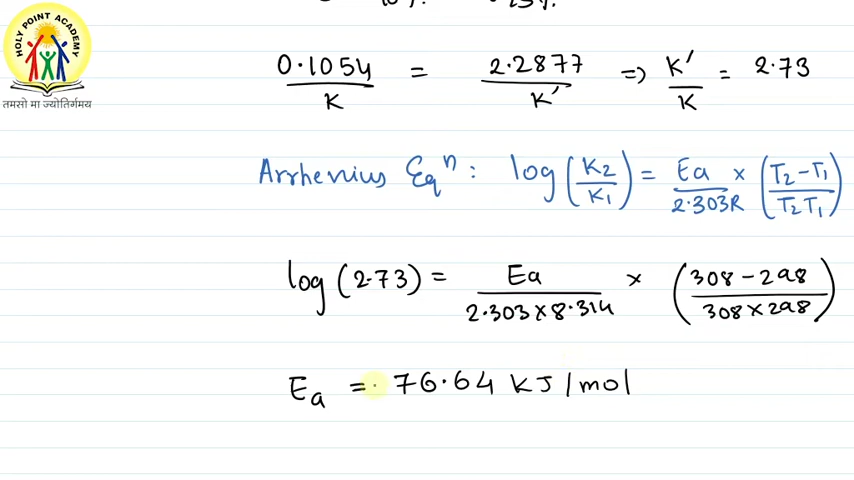 HOLY POINT ACADEMY
तमसो मा ज्योतिर्गमय
0.1054/K = 2.2877/K' => K'/K = 2.73
Arrhenius Eqⁿ: log(K₂/K₁) = Ea/2.303R × (T₂-T₁/T₂T₁)
log(2.73) = Ea/2.303×8.314 × (308-298/308×298)
Ea = 76.64 KJ/mol